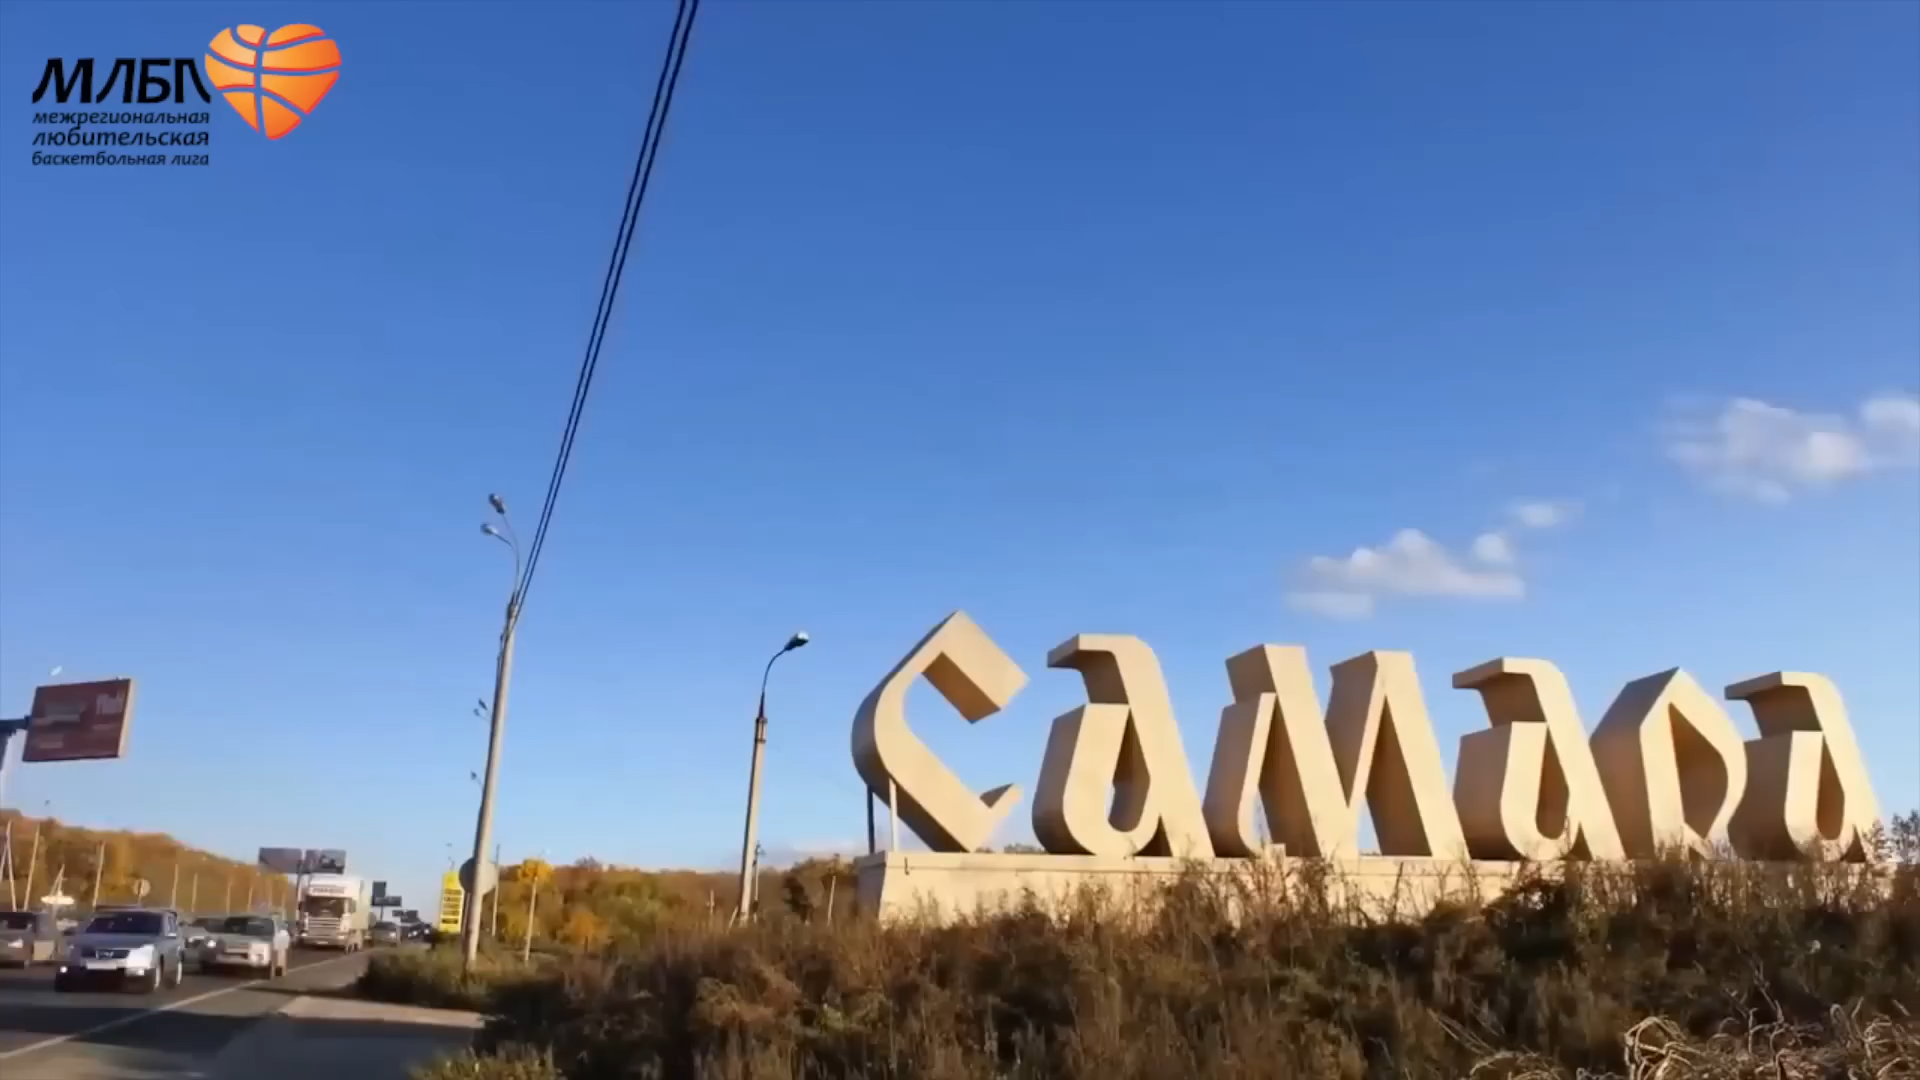 МЛБЛ
межрегиональная
любительская
баскетбольная лига
Самара